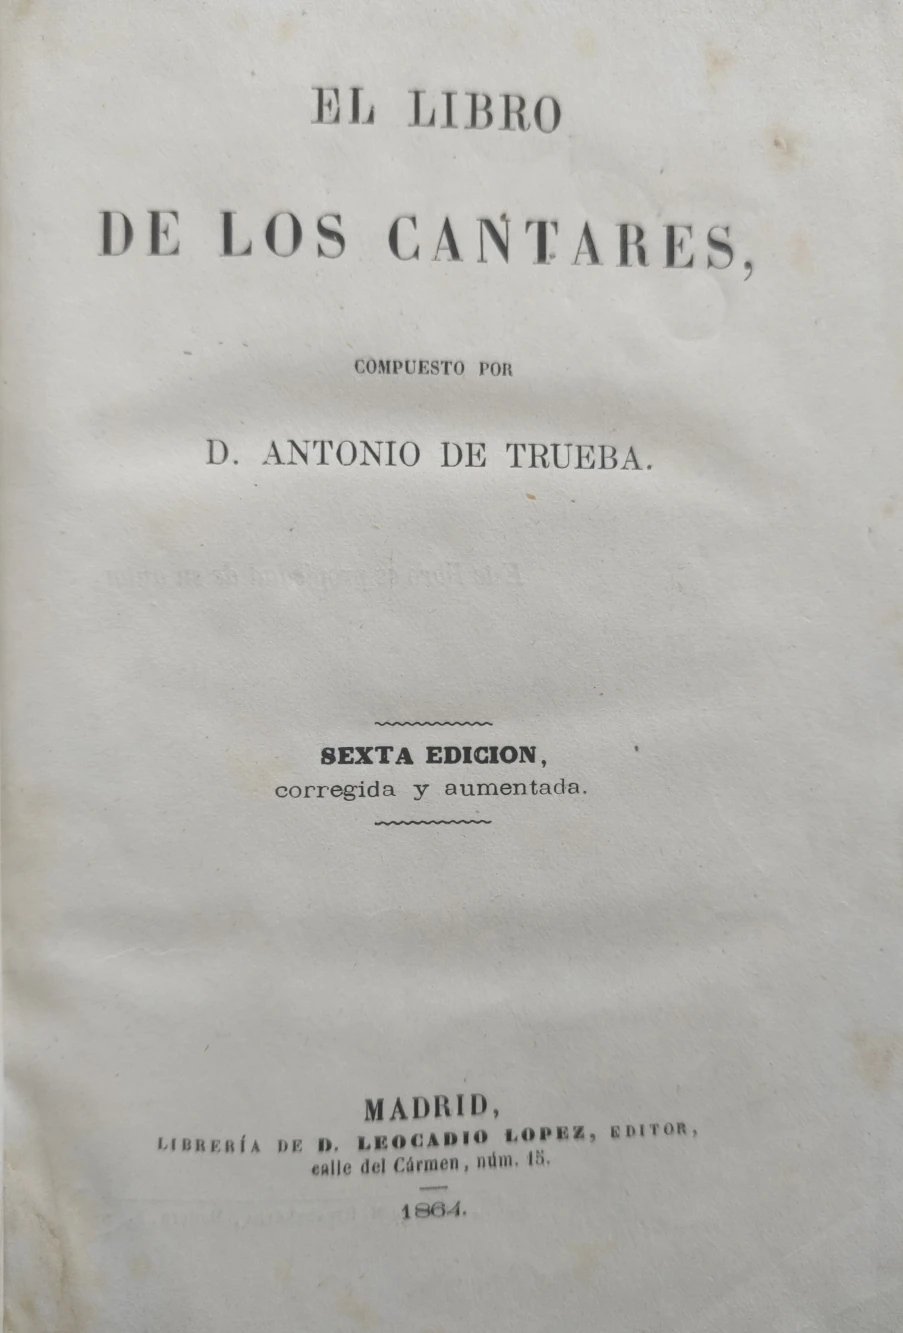 EL LIBRO
DE LOS CANTARES,
COMPUESTO POR
D. ANTONIO DE TRUEBA.
SEXTA EDICION,
corregida y aumentada.
MADRID,
LIBRERÍA DE D. LEOCADIO LOPEZ, EDITOR,
calle del Cármen, núm. 15.
1864.